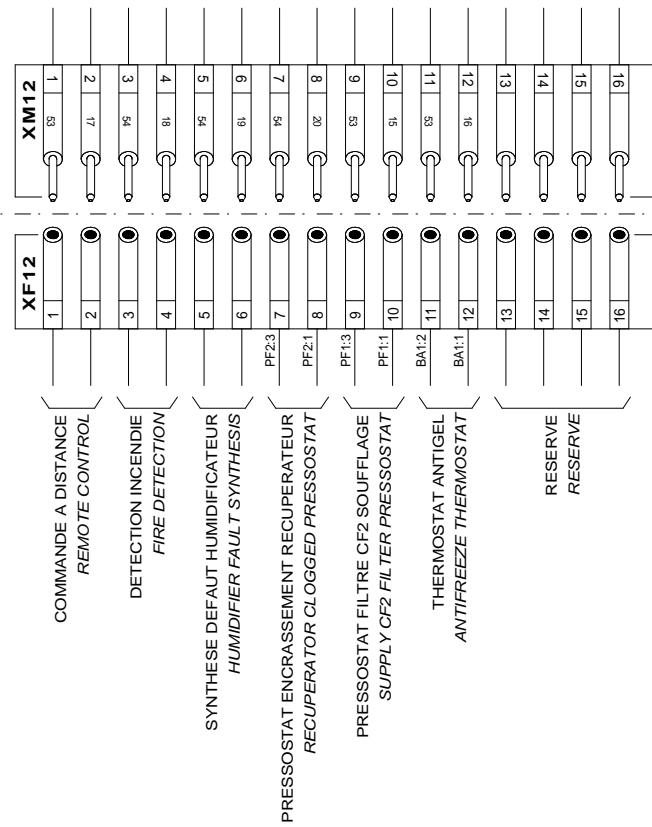 XM12
1 2 3 4 5 6 7 8 9 10 11 12 13 14 15 16
53 17 54 18 54 19 54 20 53 15 53 16
XF12
1 2 3 4 5 6 7 8 9 10 11 12 13 14 15 16
PF2:3 PF2:1 PF1:3 PF1:1 BA1:2 BA1:1
COMMANDE A DISTANCE
REMOTE CONTROL
DETECTION INCENDIE
FIRE DETECTION
SYNTHESE DEFAUT HUMIDIFICATEUR
HUMIDIFIER FAULT SYNTHESIS
PRESSOSTAT ENCRASSEMENT RECUPERATEUR
RECUPERATOR CLOGGED PRESSOSTAT
PRESSOSTAT FILTRE CF2 SOUFFLAGE
SUPPLY CF2 FILTER PRESSOSTAT
THERMOSTAT ANTIGEL
ANTIFREEZE THERMOSTAT
RESERVE
RESERVE